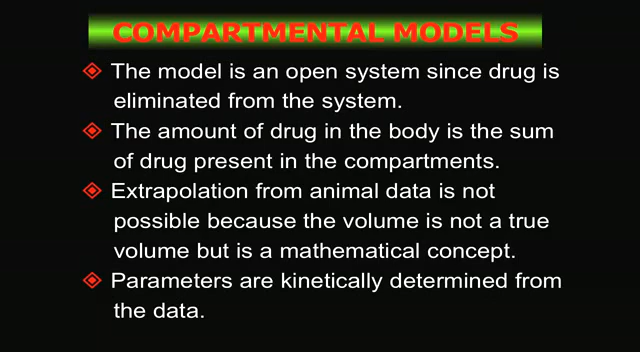 COMPARTMENTAL MODELS
The model is an open system since drug is
eliminated from the system.
The amount of drug in the body is the sum
of drug present in the compartments.
Extrapolation from animal data is not
possible because the volume is not a true
volume but is a mathematical concept.
Parameters are kinetically determined from
the data.